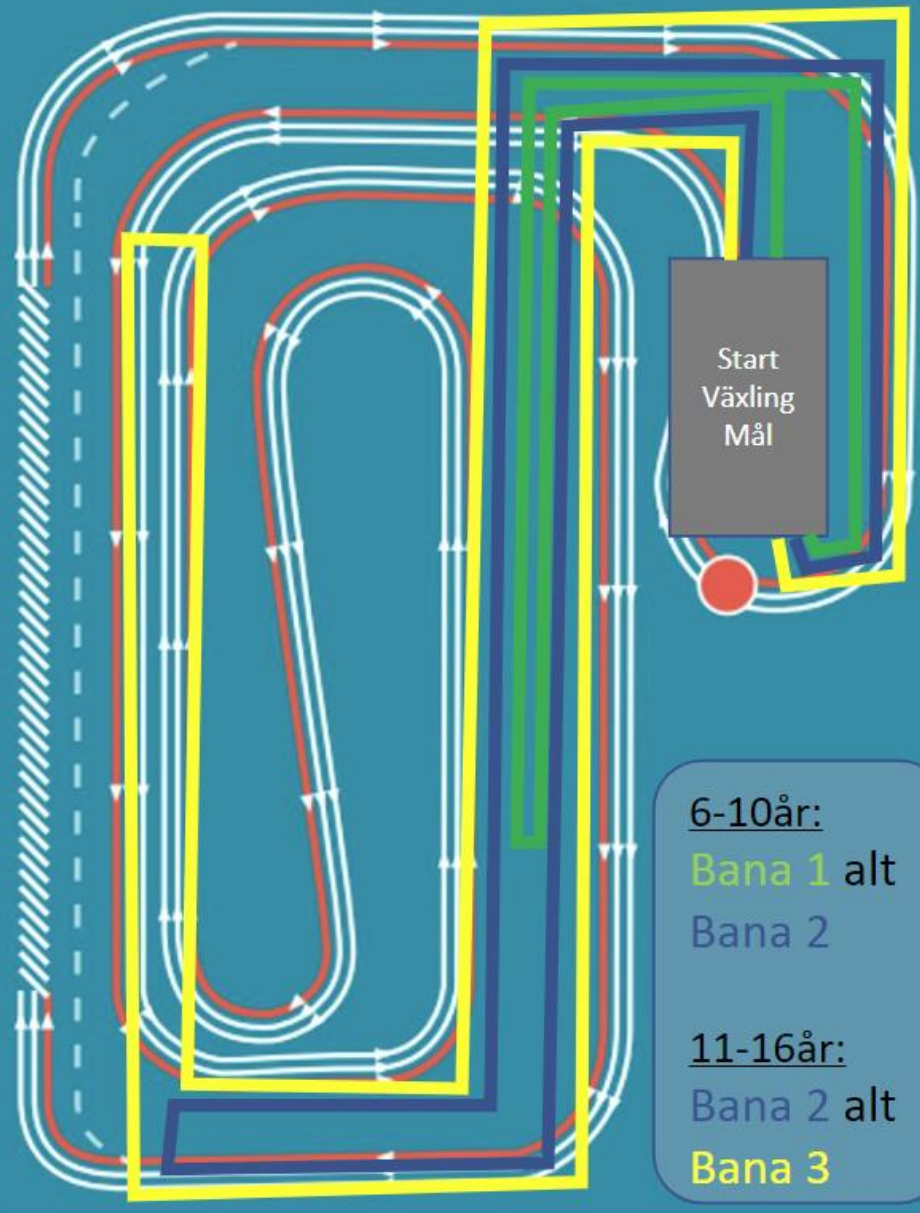 Start
Växling
Mål
6-10år:
Bana 1 alt
Bana 2
11-16år:
Bana 2 alt
Bana 3